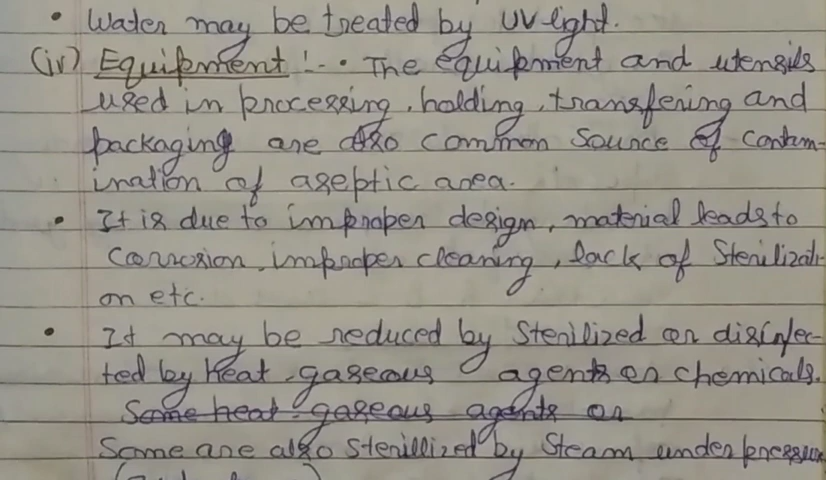 • Water may be treated by UV light.
(iv) Equipment :- • The equipment and utensils
used in processing, holding, transfering and
packaging are also common source of contam-
ination of aseptic area.
• It is due to improper design, material leads to
corrosion, improper cleaning, lack of Sterilizati-
on etc.
• It may be reduced by Sterilized or disinfec-
ted by heat, gaseous agents or chemicals.
Some heat gaseous agents or
Some are also sterillized by Steam under pressure